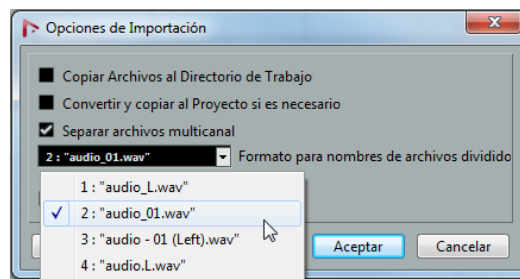 Opciones de Importación
Copiar Archivos al Directorio de Trabajo
Convertir y copiar al Proyecto si es necesario
Separar archivos multicanal
2 : "audio_01.wav" Formato para nombres de archivos dividido
1 : "audio_L.wav"
2 : "audio_01.wav"
3 : "audio - 01 (Left).wav"
4 : "audio.L.wav"
Aceptar Cancelar